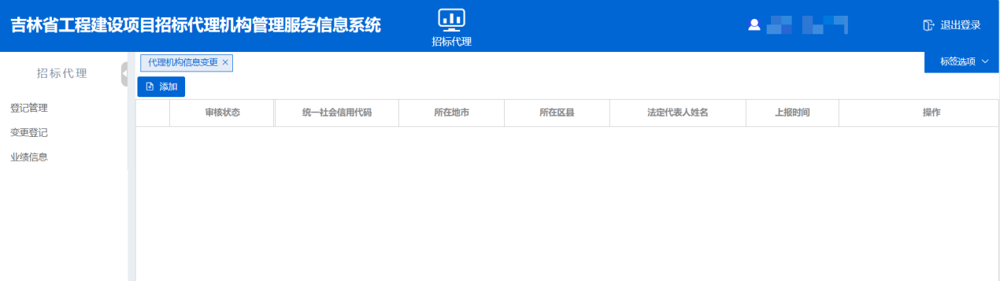 吉林省工程建设项目招标代理机构管理服务信息系统
招标代理
退出登录
招标代理
代理机构信息变更 ×
标签选项
添加
登记管理
变更登记
业绩信息
审核状态 统一社会信用代码 所在地市 所在区县 法定代表人姓名 上报时间 操作